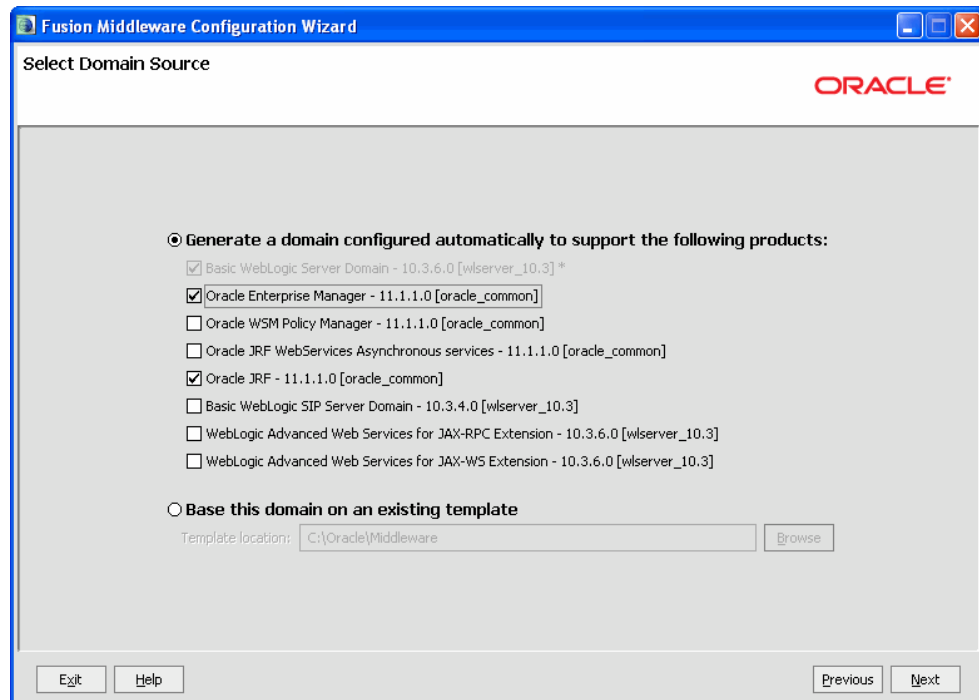 Fusion Middleware Configuration Wizard
Select Domain Source
ORACLE
Generate a domain configured automatically to support the following products:
Basic WebLogic Server Domain - 10.3.6.0 [wlserver_10.3] *
Oracle Enterprise Manager - 11.1.1.0 [oracle_common]
Oracle WSM Policy Manager - 11.1.1.0 [oracle_common]
Oracle JRF WebServices Asynchronous services - 11.1.1.0 [oracle_common]
Oracle JRF - 11.1.1.0 [oracle_common]
Basic WebLogic SIP Server Domain - 10.3.4.0 [wlserver_10.3]
WebLogic Advanced Web Services for JAX-RPC Extension - 10.3.6.0 [wlserver_10.3]
WebLogic Advanced Web Services for JAX-WS Extension - 10.3.6.0 [wlserver_10.3]
Base this domain on an existing template
Template location: C:\Oracle\Middleware Browse
Exit Help Previous Next